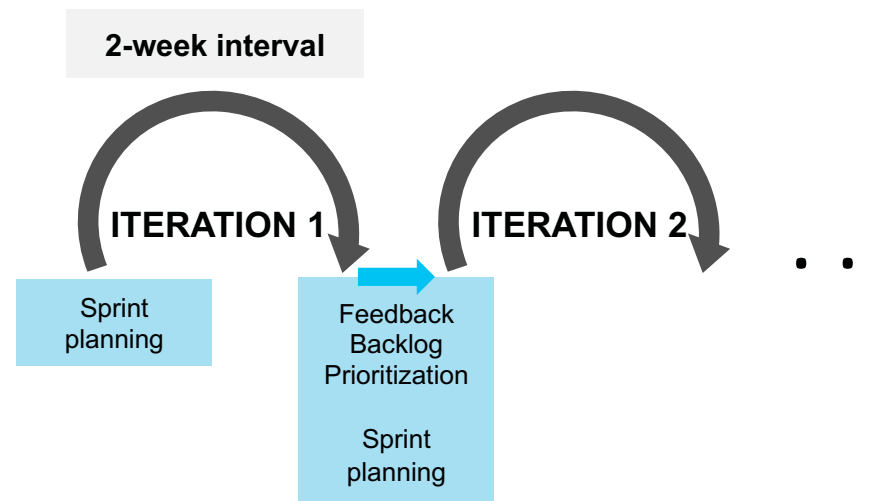 2-week interval
ITERATION 1
ITERATION 2
. .
Sprint
planning
Feedback
Backlog
Prioritization
Sprint
planning